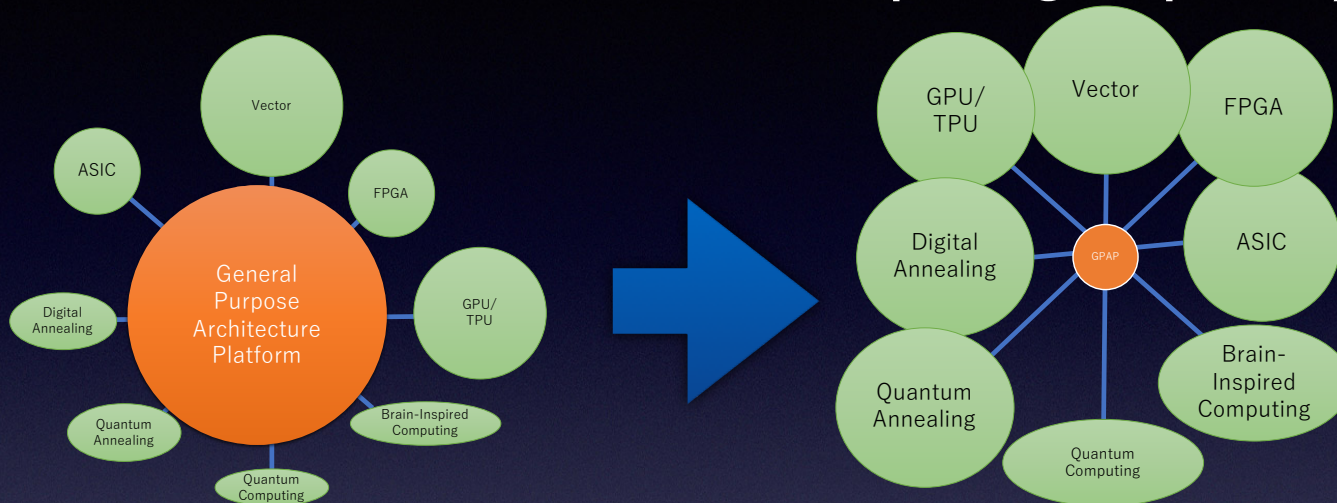 Vector
ASIC
FPGA
General
Purpose
Architecture
Platform
GPU/
TPU
Digital
Annealing
Quantum
Annealing
Brain-Inspired
Computing
Quantum
Computing
GPU/
TPU
Vector
FPGA
Digital
Annealing
GPAP
ASIC
Quantum
Annealing
Brain-
Inspired
Computing
Quantum
Computing